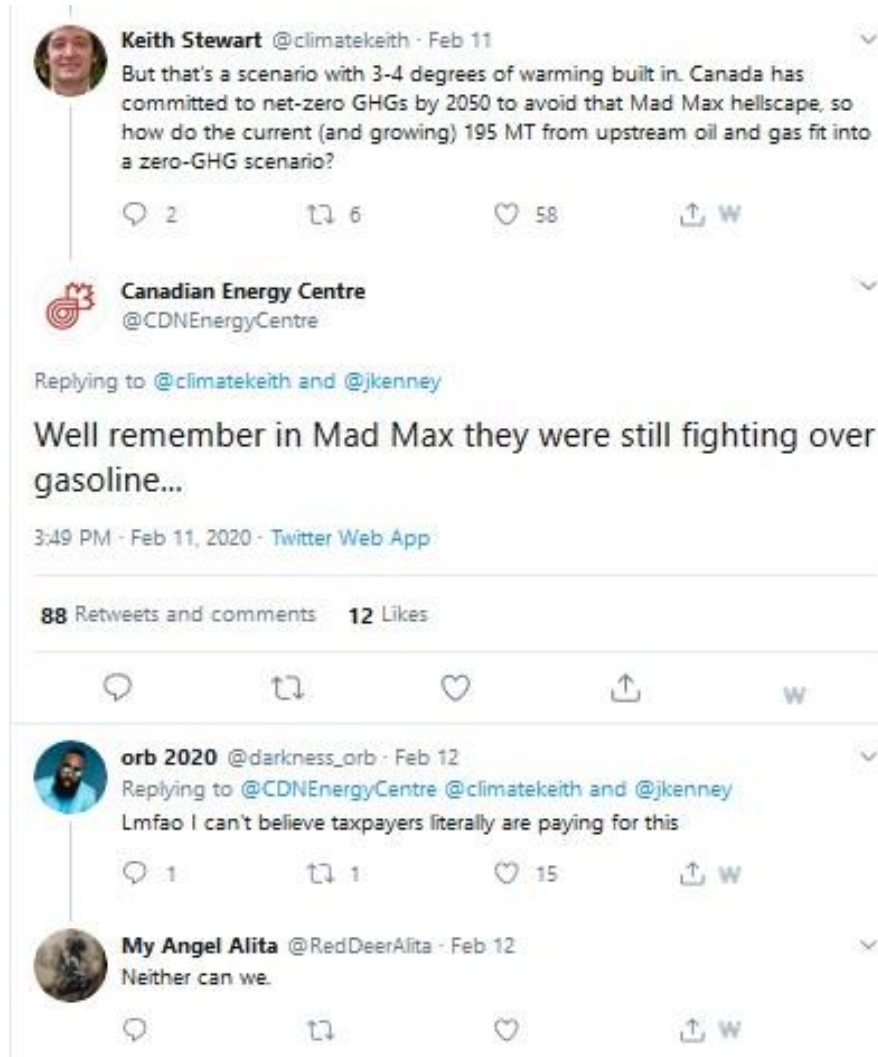 Keith Stewart @climatekeith · Feb 11
But that's a scenario with 3-4 degrees of warming built in. Canada has
committed to net-zero GHGs by 2050 to avoid that Mad Max hellscape, so
how do the current (and growing) 195 MT from upstream oil and gas fit into
a zero-GHG scenario?
2 6 58 W
Canadian Energy Centre
@CDNEnergyCentre
Replying to @climatekeith and @jkenney
Well remember in Mad Max they were still fighting over
gasoline...
3:49 PM · Feb 11, 2020 · Twitter Web App
88 Retweets and comments 12 Likes
W
orb 2020 @darkness_orb · Feb 12
Replying to @CDNEnergyCentre @climatekeith and @jkenney
Lmfao I can't believe taxpayers literally are paying for this
1 1 15 W
My Angel Alita @RedDeerAlita · Feb 12
Neither can we.
W